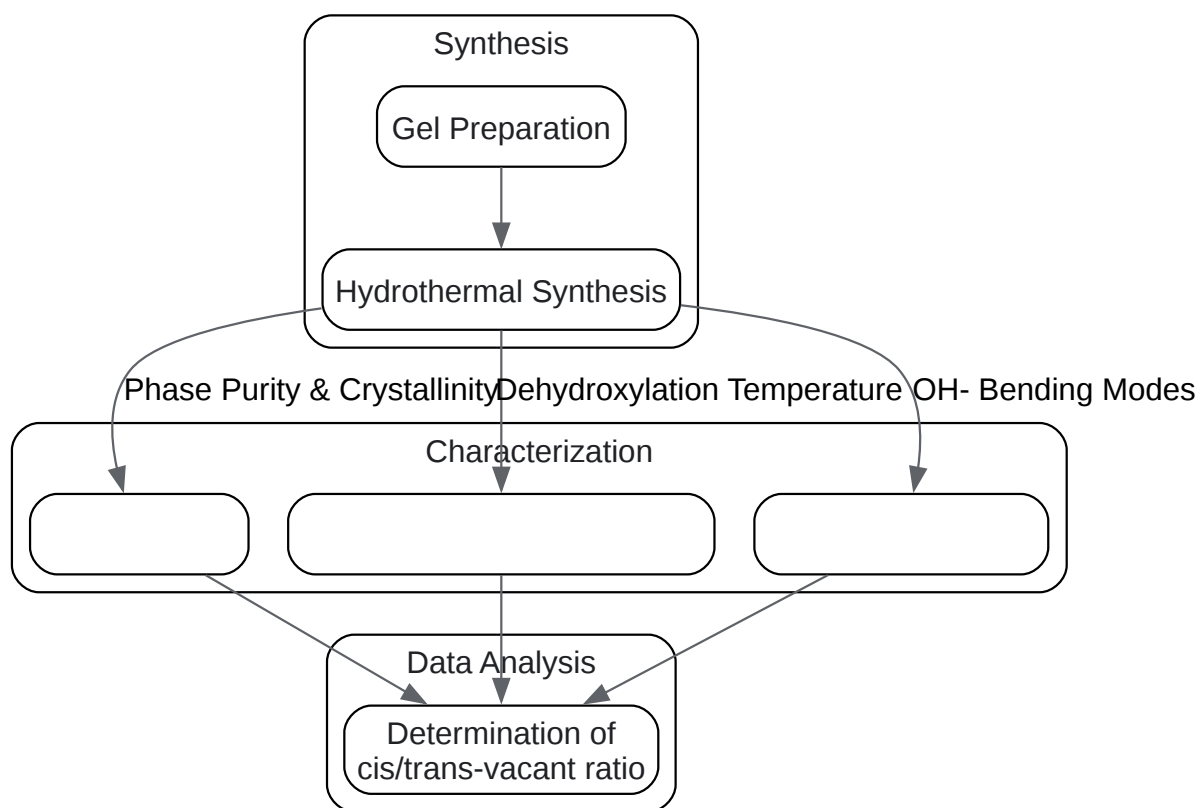 Synthesis
Gel Preparation
Hydrothermal Synthesis
Phase Purity & Crystallinity
Dehydroxylation Temperature
OH- Bending Modes
Characterization
Data Analysis
Determination of
cis/trans-vacant ratio